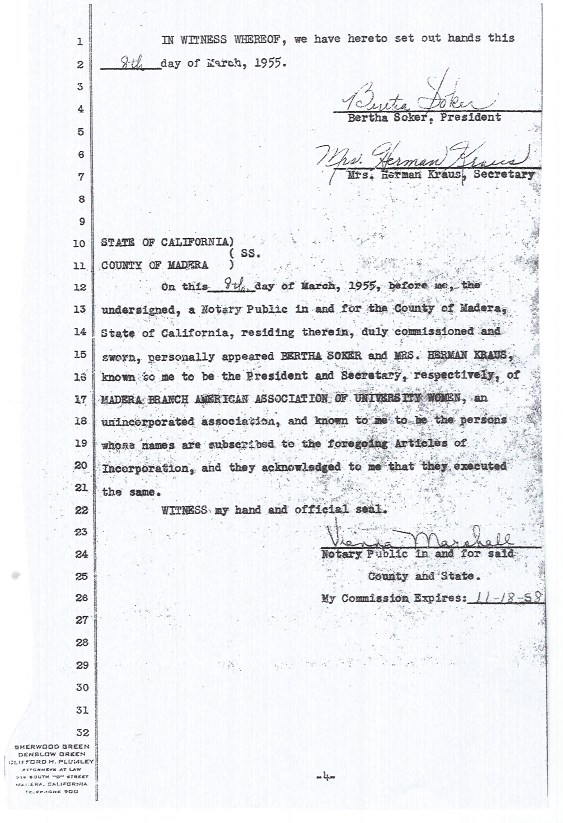 1 IN WITNESS WHEREOF, we have hereto set out hands this
2 8th day of March, 1955.
3
4 Bertha Soker
Bertha Soker, President
5
6 Mrs. Herman Kraus
7 Mrs. Herman Kraus, Secretary
8
9
10 STATE OF CALIFORNIA)
( SS.
11 COUNTY OF MADERA )
12 On this 8th day of March, 1955, before me, the
13 undersigned, a Notary Public in and for the County of Madera,
14 State of California, residing therein, duly commissioned and
15 sworn, personally appeared BERTHA SOKER and MRS. HERMAN KRAUS,
16 known to me to be the President and Secretary, respectively, of
17 MADERA BRANCH AMERICAN ASSOCIATION OF UNIVERSITY WOMEN, an
18 unincorporated association, and known to me to be the persons
19 whose names are subscribed to the foregoing Articles of
20 Incorporation, and they acknowledged to me that they executed
21 the same.
22 WITNESS my hand and official seal.
23 Vienna Marshall
24 Notary Public in and for said
25 County and State.
26 My Commission Expires: 11-18-58
27
28
29
30
31
32
SHERWOOD GREEN
DENSLOW GREEN
CLIFFORD H. PLUMLEY
ATTORNEYS AT LAW
SOUTH "D" STREET
MADERA, CALIFORNIA
TELEPHONE 900
-4-